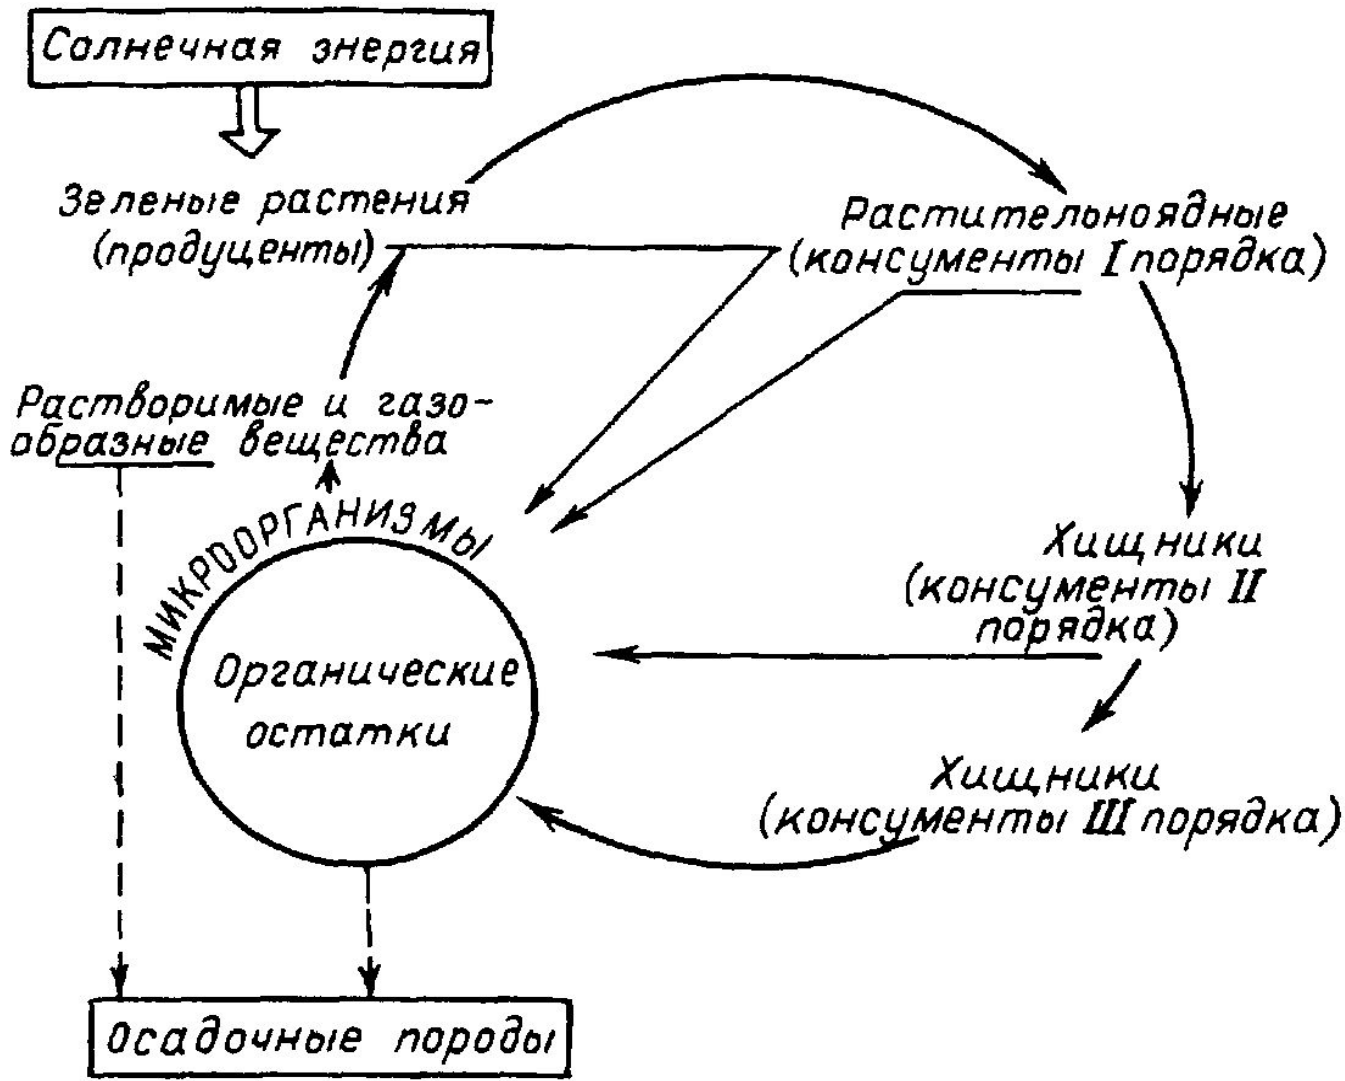 Солнечная энергия
Зеленые растения
(продуценты)
Растительноядные
(консументы I порядка)
Растворимые и газо-
образные вещества
МИКРООРГАНИЗМЫ
Органические
остатки
Хищники
(консументы II
порядка)
Хищники
(консументы III порядка)
Осадочные породы